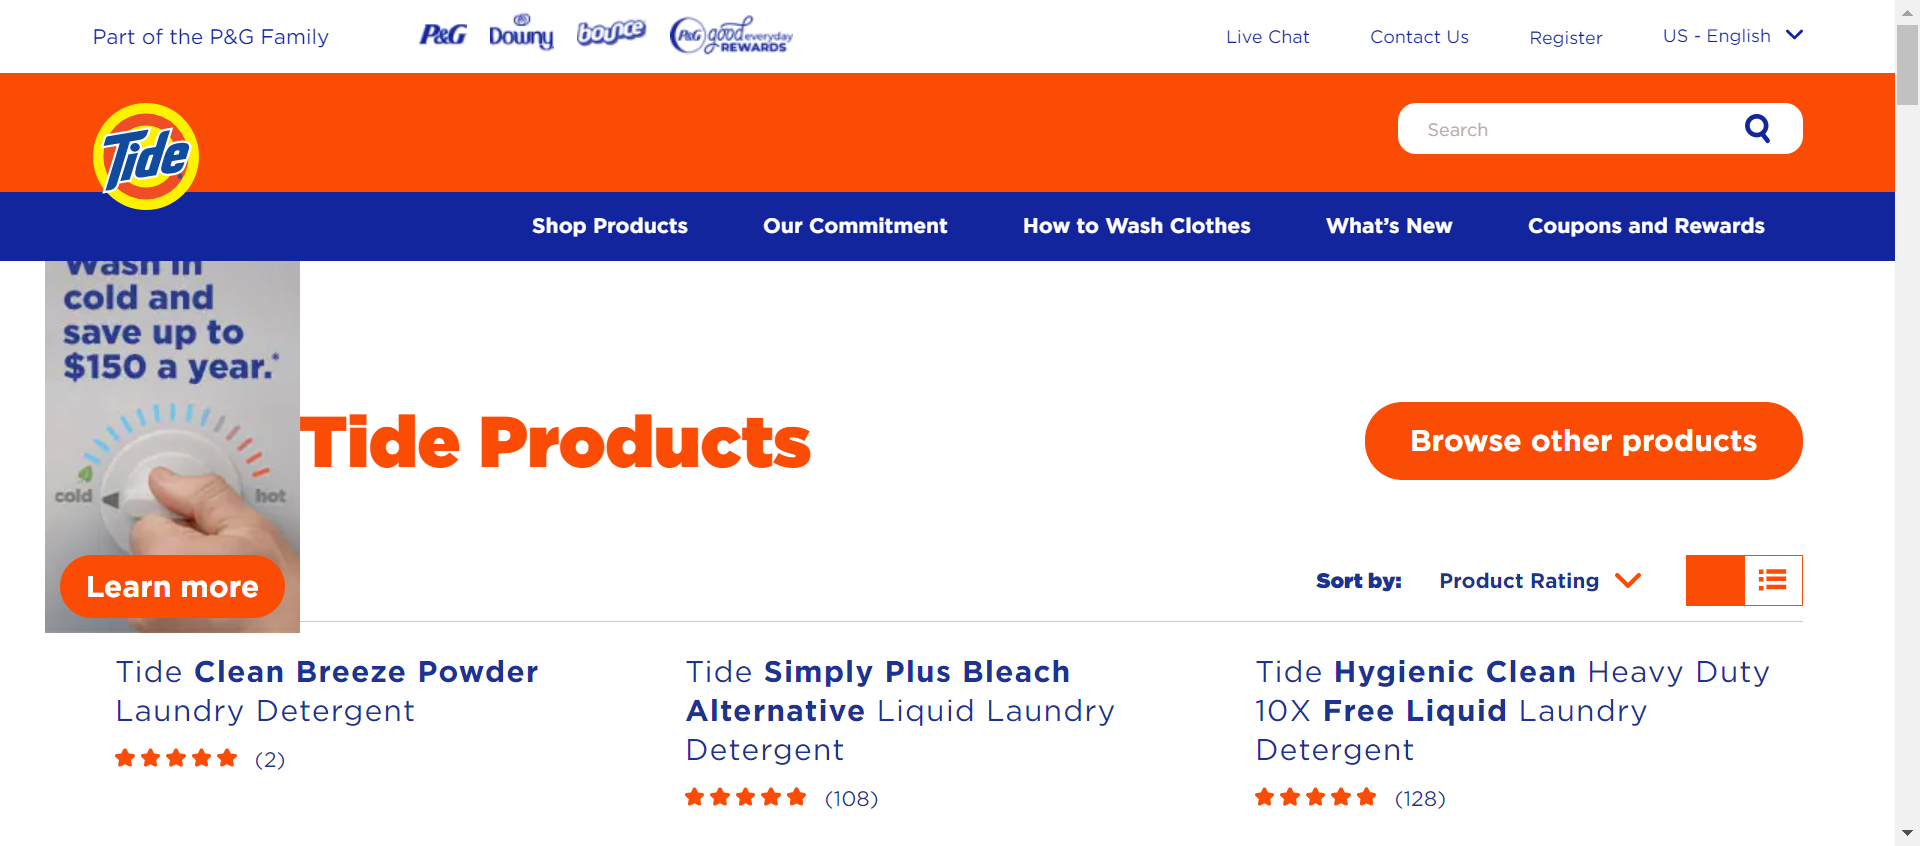 Part of the P&G Family
P&G
Downy
bounce
P&G good everyday REWARDS
Live Chat
Contact Us
Register
US - English
Tide
Search
Shop Products
Our Commitment
How to Wash Clothes
What's New
Coupons and Rewards
Wash in
cold and
save up to
$150 a year.*
cold
hot
Learn more
Tide Products
Browse other products
Sort by:
Product Rating
Tide Clean Breeze Powder
Laundry Detergent
(2)
Tide Simply Plus Bleach
Alternative Liquid Laundry
Detergent
(108)
Tide Hygienic Clean Heavy Duty
10X Free Liquid Laundry
Detergent
(128)